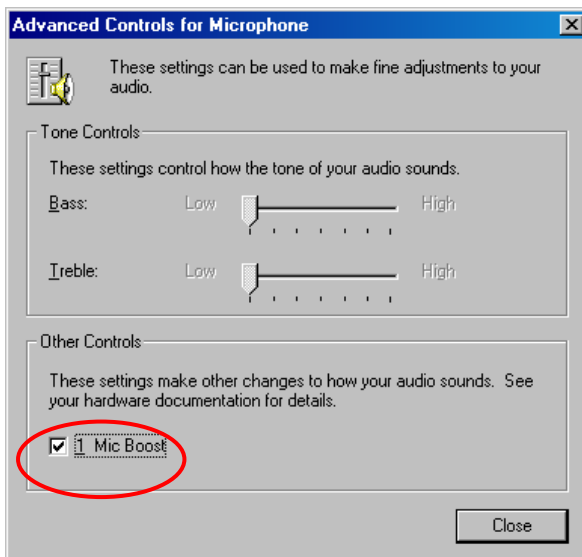 Advanced Controls for Microphone
These settings can be used to make fine adjustments to your
audio.
Tone Controls
These settings control how the tone of your audio sounds.
Bass: Low High
Treble: Low High
Other Controls
These settings make other changes to how your audio sounds. See
your hardware documentation for details.
1 Mic Boost
Close